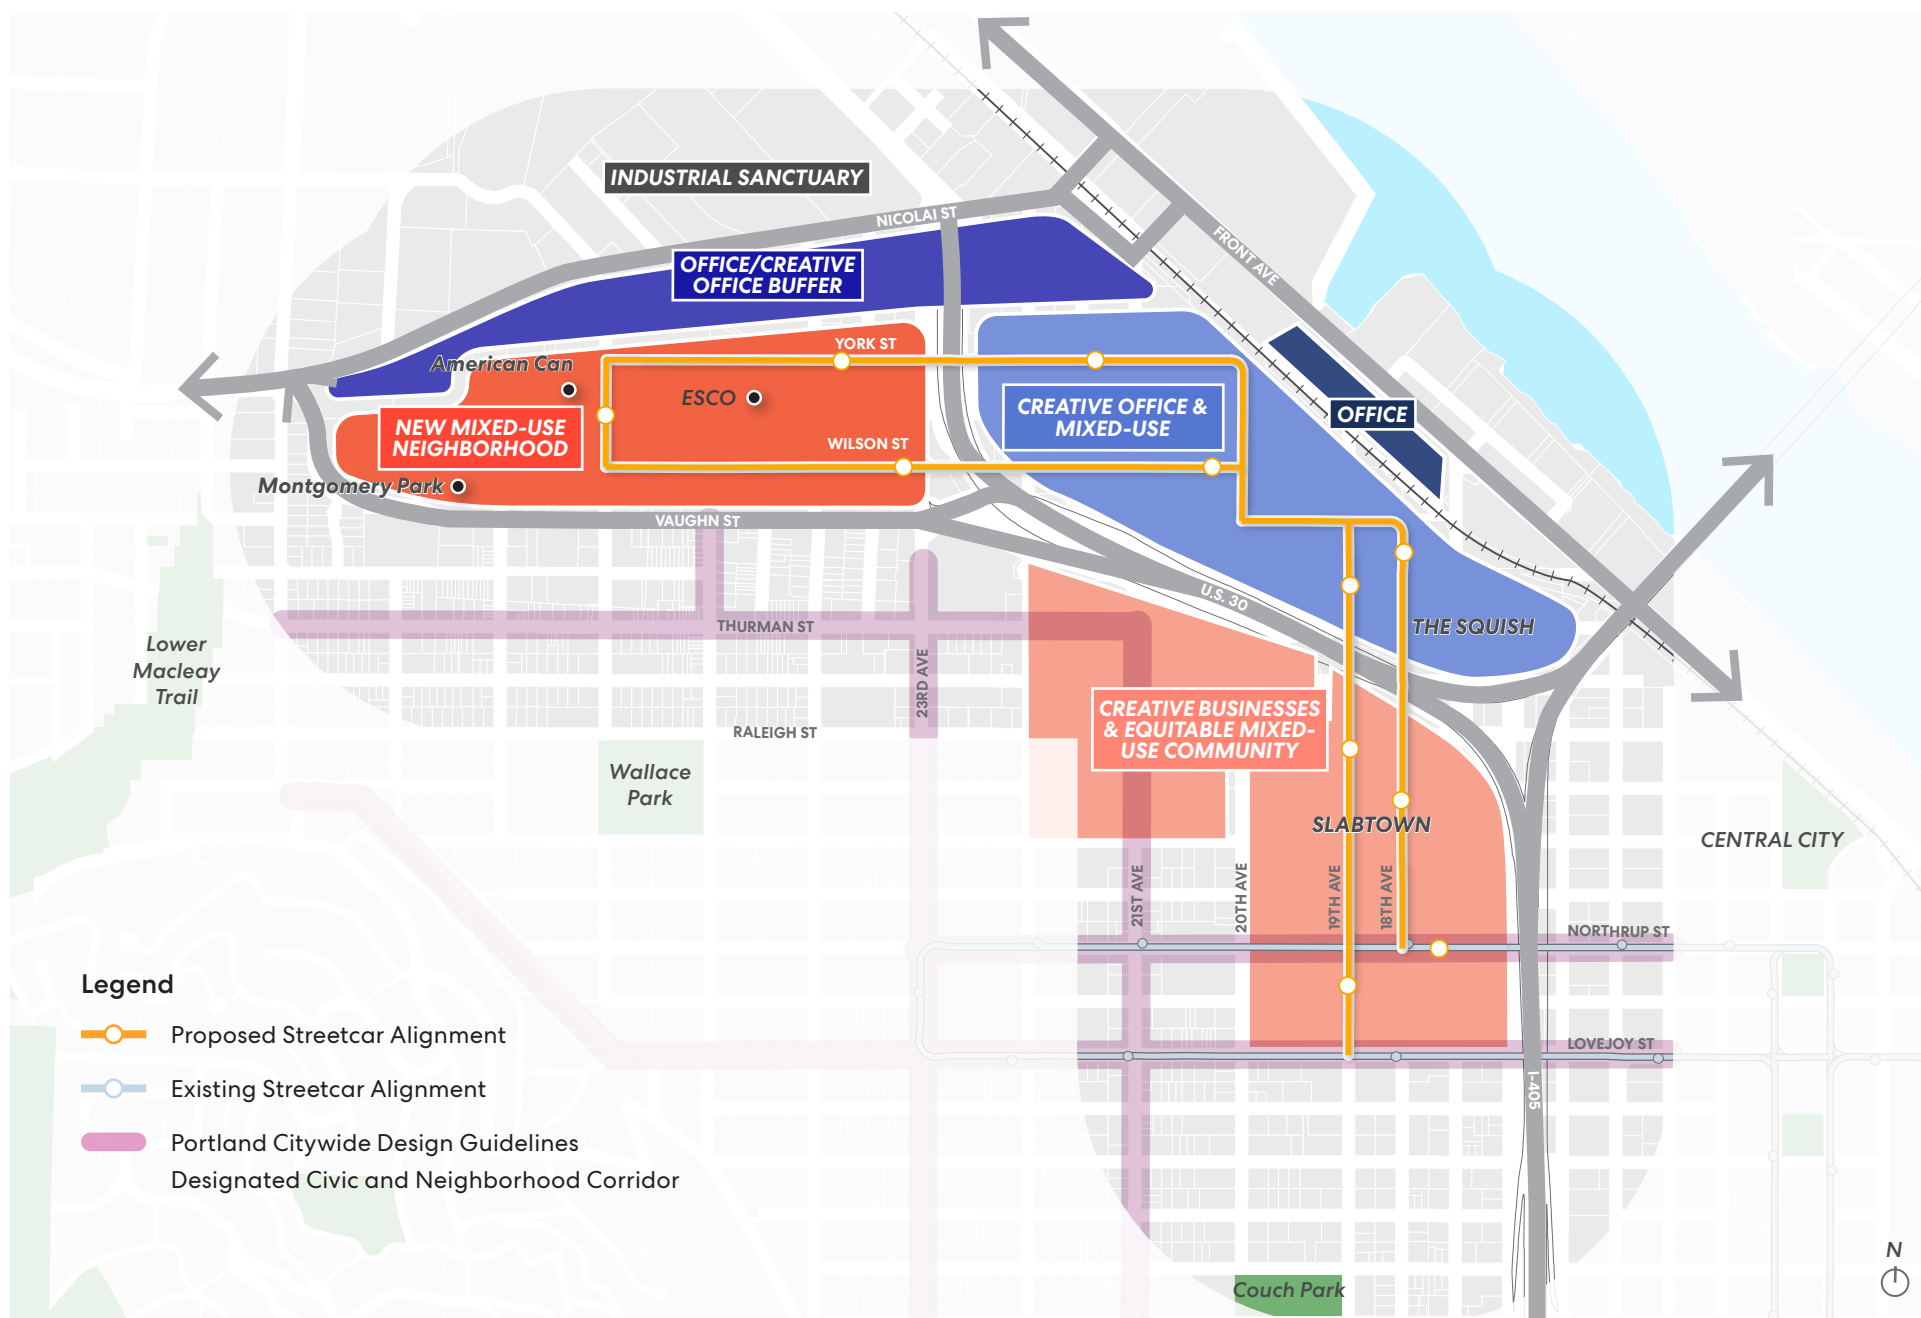 INDUSTRIAL SANCTUARY
NICOLAI ST
FRONT AVE
OFFICE/CREATIVE
OFFICE BUFFER
YORK ST
American Can
ESCO
NEW MIXED-USE
NEIGHBORHOOD
WILSON ST
CREATIVE OFFICE &
MIXED-USE
OFFICE
Montgomery Park
VAUGHN ST
U.S. 30
THURMAN ST
THE SQUISH
Lower
Macleay
Trail
23RD AVE
RALEIGH ST
CREATIVE BUSINESSES
& EQUITABLE MIXED-
USE COMMUNITY
Wallace
Park
SLABTOWN
CENTRAL CITY
21ST AVE
20TH AVE
19TH AVE
18TH AVE
NORTHRUP ST
LOVEJOY ST
I-405
Legend
Proposed Streetcar Alignment
Existing Streetcar Alignment
Portland Citywide Design Guidelines
Designated Civic and Neighborhood Corridor
Couch Park
N